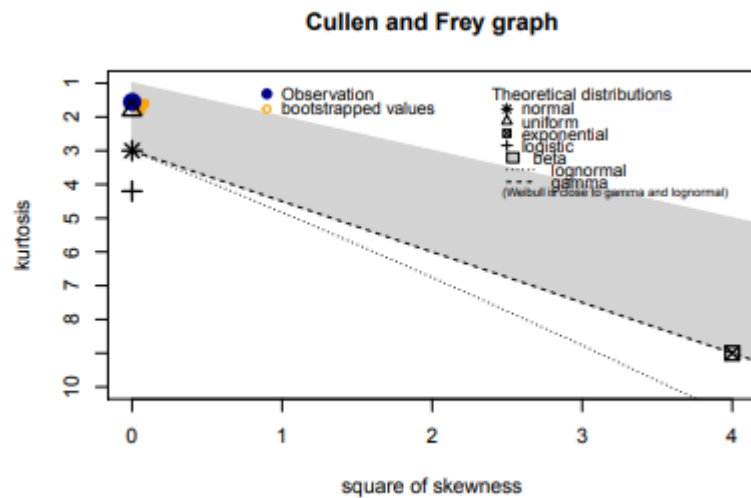 Cullen and Frey graph
Observation
bootstrapped values
Theoretical distributions
normal
uniform
exponential
logistic
beta
lognormal
gamma
(Weibull is close to gamma and lognormal)
kurtosis
1
2
3
4
5
6
7
8
9
10
0
1
2
3
4
square of skewness